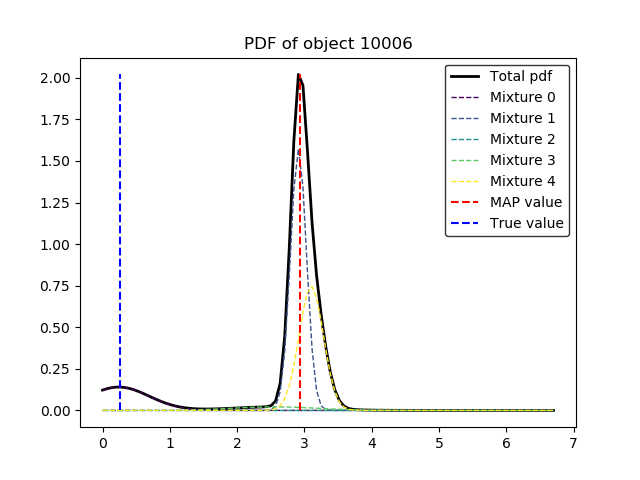 PDF of object 10006
2.00
1.75
1.50
1.25
1.00
0.75
0.50
0.25
0.00
0 1 2 3 4 5 6 7
Total pdf
Mixture 0
Mixture 1
Mixture 2
Mixture 3
Mixture 4
MAP value
True value